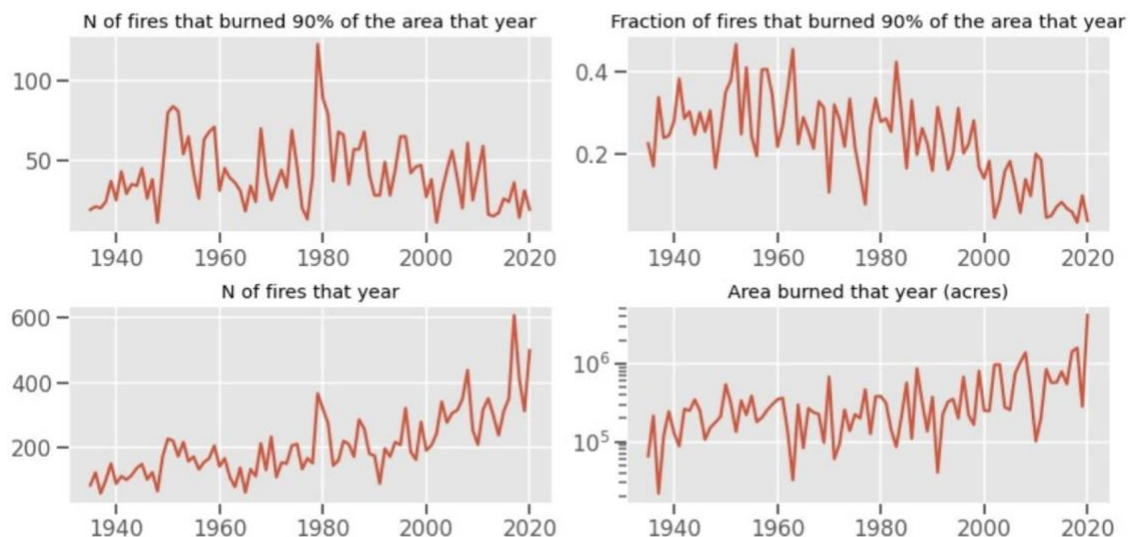 N of fires that burned 90% of the area that year
100
50
1940 1960 1980 2000 2020
Fraction of fires that burned 90% of the area that year
0.4
0.2
1940 1960 1980 2000 2020
N of fires that year
600
400
200
1940 1960 1980 2000 2020
Area burned that year (acres)
10⁶
10⁵
1940 1960 1980 2000 2020